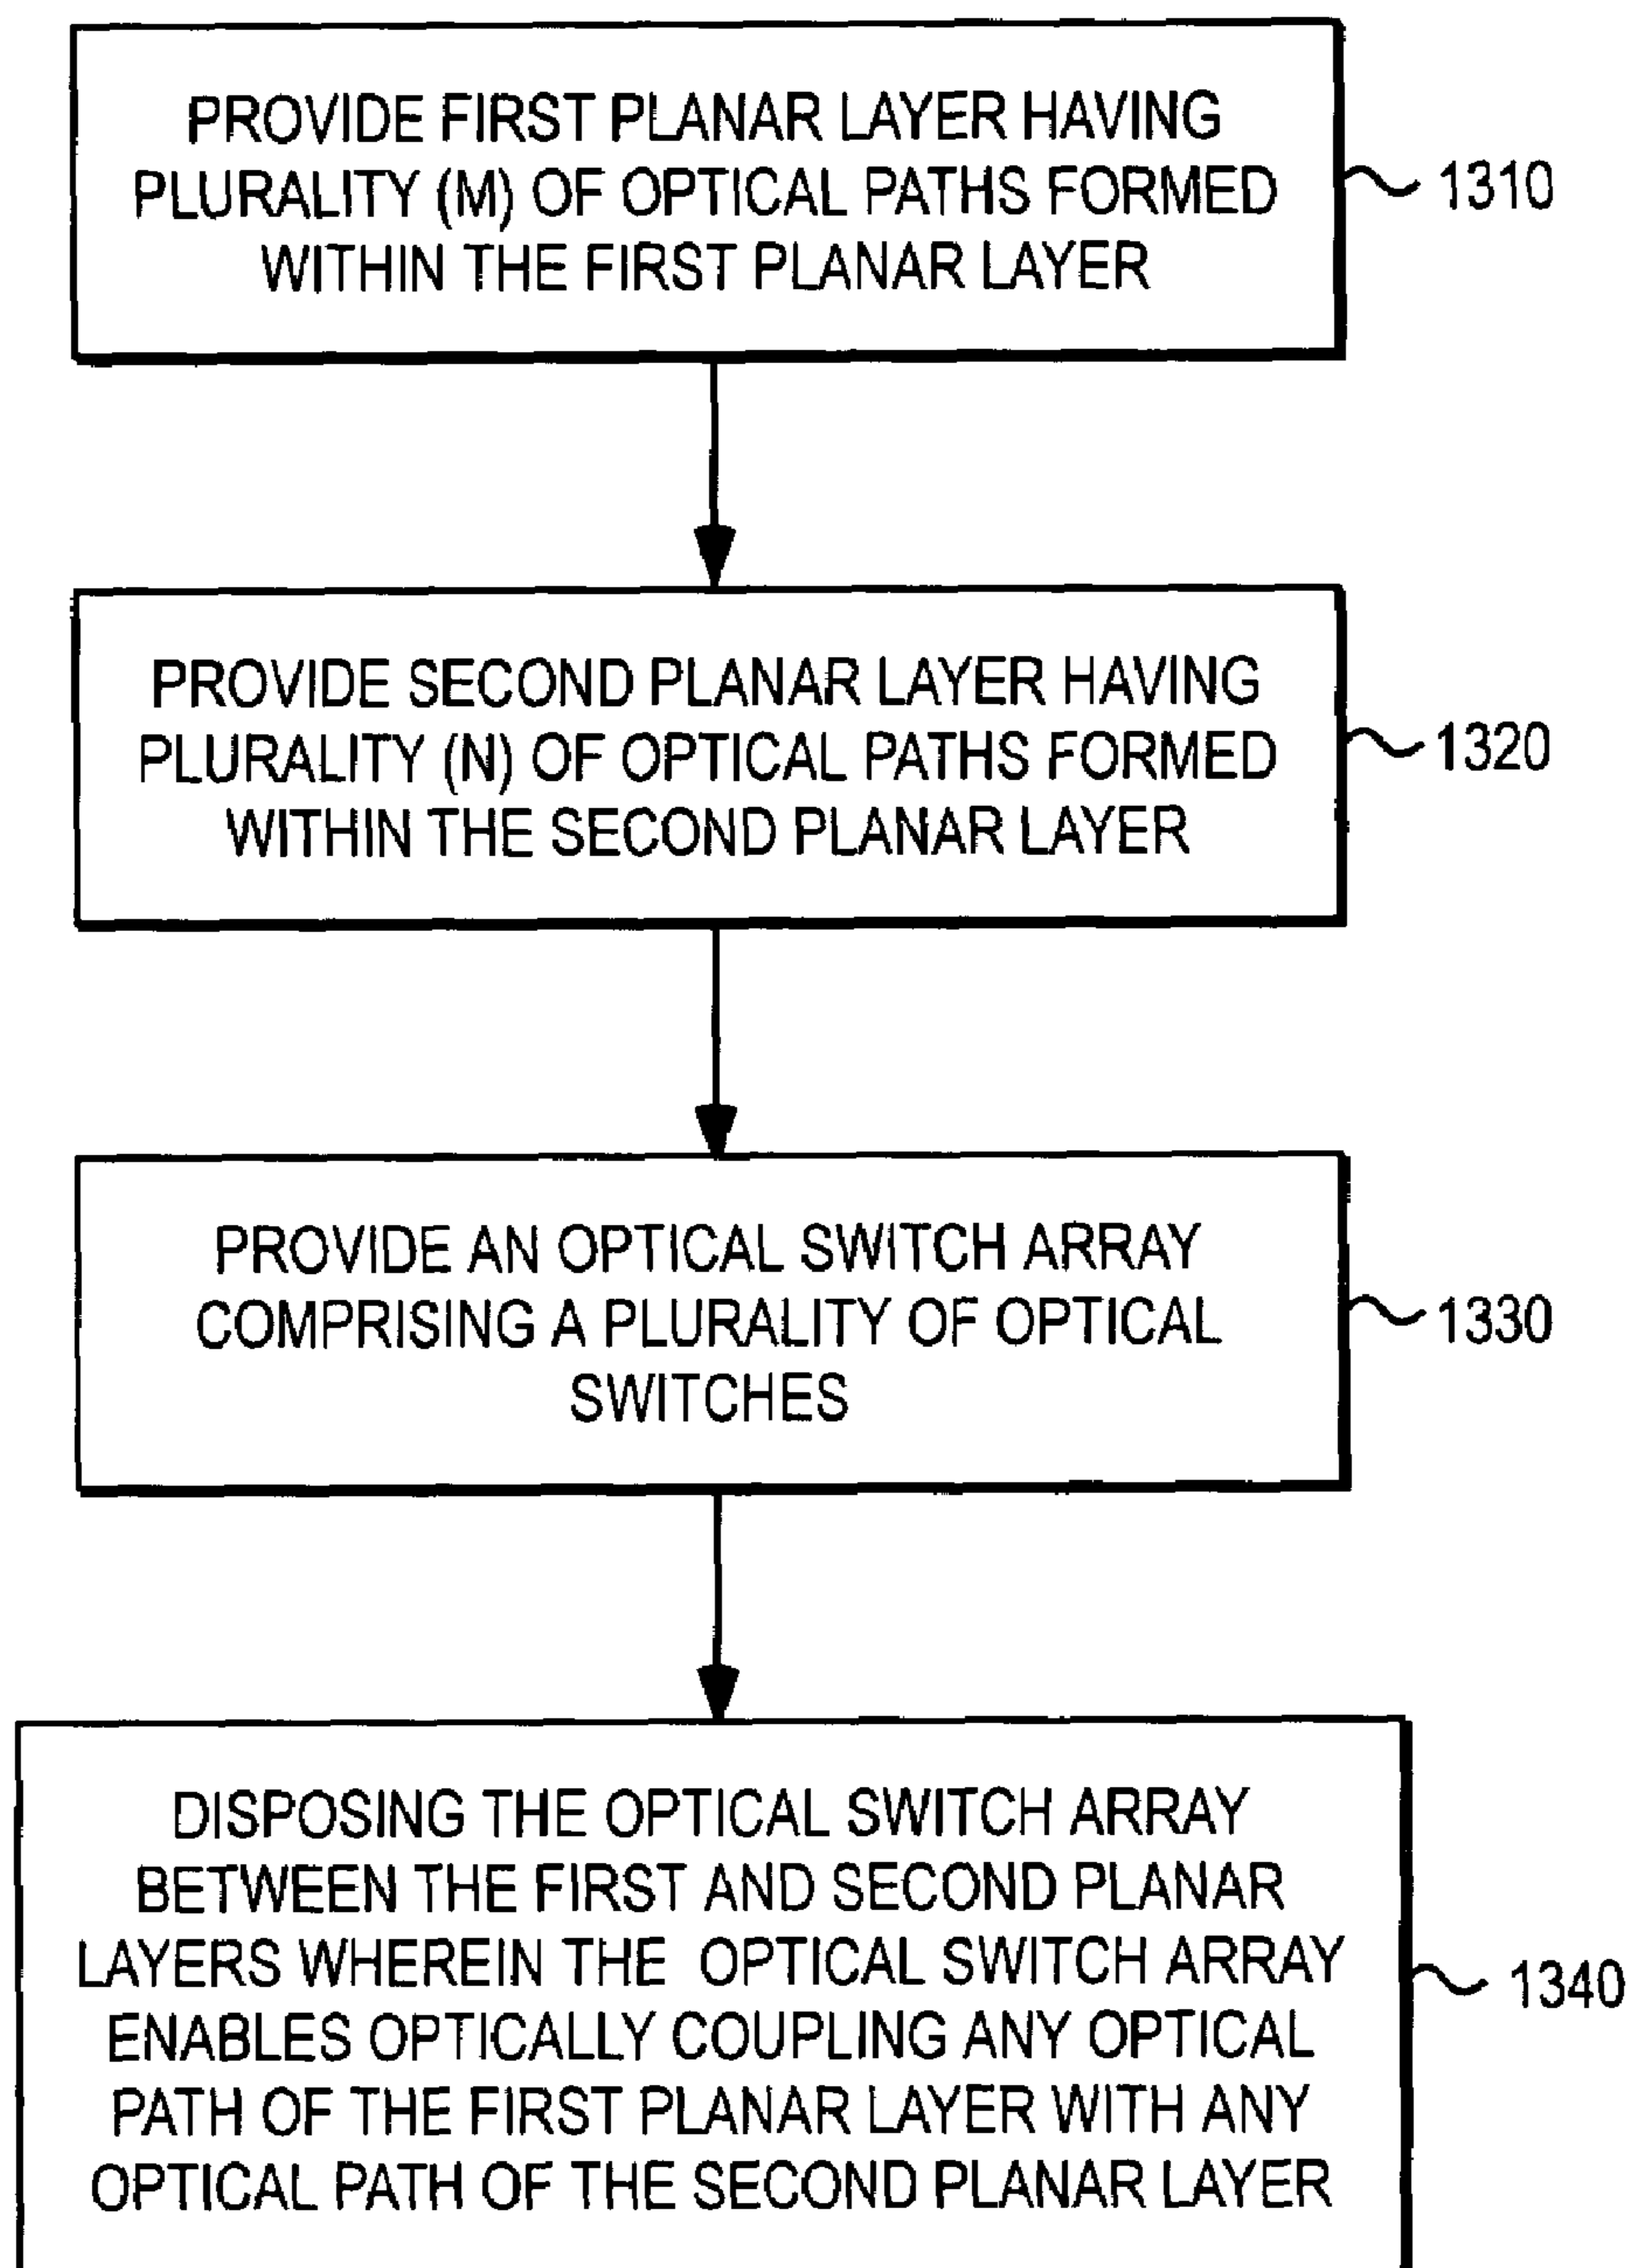 PROVIDE FIRST PLANAR LAYER HAVING
PLURALITY (M) OF OPTICAL PATHS FORMED
WITHIN THE FIRST PLANAR LAYER
1310
PROVIDE SECOND PLANAR LAYER HAVING
PLURALITY (N) OF OPTICAL PATHS FORMED
WITHIN THE SECOND PLANAR LAYER
1320
PROVIDE AN OPTICAL SWITCH ARRAY
COMPRISING A PLURALITY OF OPTICAL
SWITCHES
1330
DISPOSING THE OPTICAL SWITCH ARRAY
BETWEEN THE FIRST AND SECOND PLANAR
LAYERS WHEREIN THE OPTICAL SWITCH ARRAY
ENABLES OPTICALLY COUPLING ANY OPTICAL
PATH OF THE FIRST PLANAR LAYER WITH ANY
OPTICAL PATH OF THE SECOND PLANAR LAYER
1340